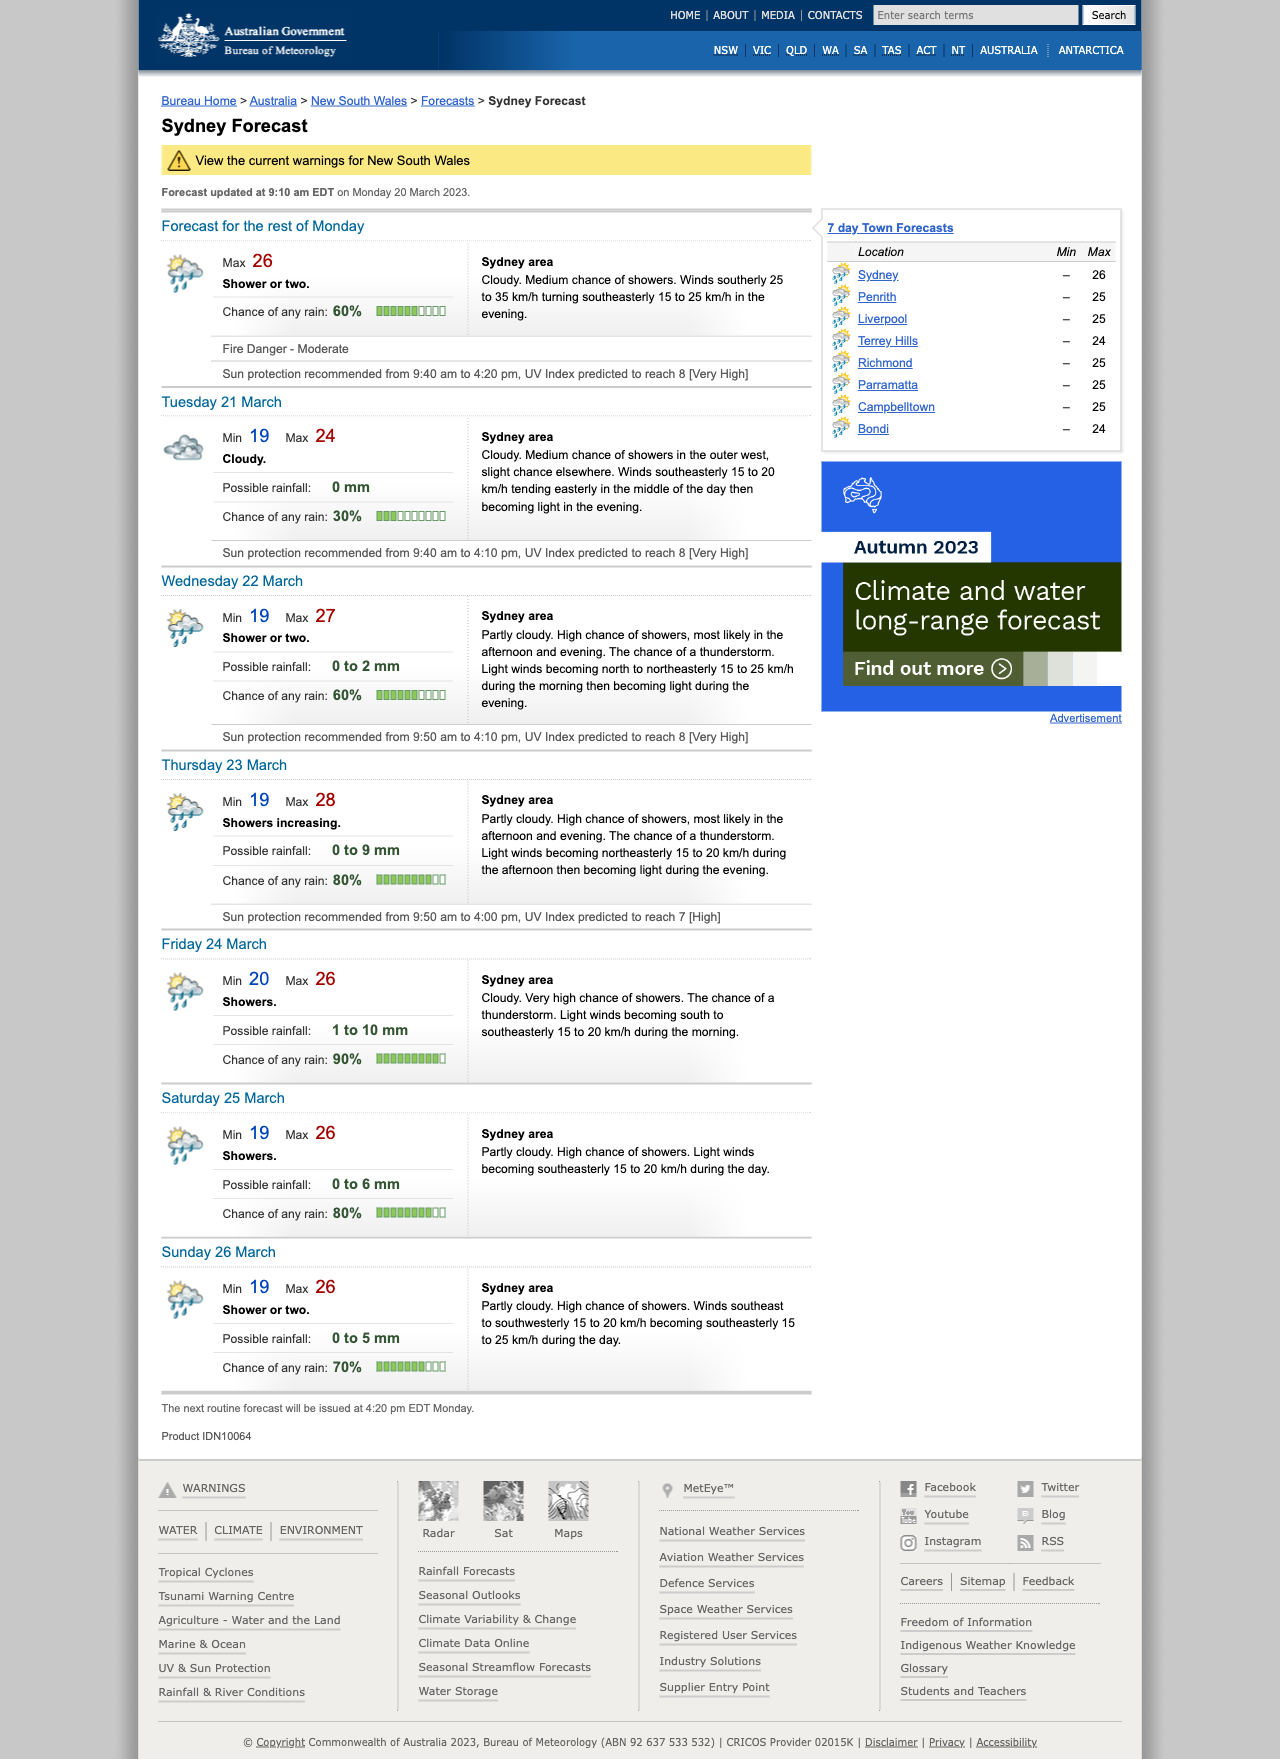 Australian Government
Bureau of Meteorology
HOME | ABOUT | MEDIA | CONTACTS
Enter search terms
Search
NSW | VIC | QLD | WA | SA | TAS | ACT | NT | AUSTRALIA | ANTARCTICA
Bureau Home > Australia > New South Wales > Forecasts > Sydney Forecast
Sydney Forecast
View the current warnings for New South Wales
Forecast updated at 9:10 am EDT on Monday 20 March 2023.
Forecast for the rest of Monday
Max 26
Shower or two.
Chance of any rain: 60%
Sydney area
Cloudy. Medium chance of showers. Winds southerly 25
to 35 km/h turning southeasterly 15 to 25 km/h in the
evening.
Fire Danger - Moderate
Sun protection recommended from 9:40 am to 4:20 pm, UV Index predicted to reach 8 [Very High]
Tuesday 21 March
Min 19 Max 24
Cloudy.
Possible rainfall: 0 mm
Chance of any rain: 30%
Sydney area
Cloudy. Medium chance of showers in the outer west,
slight chance elsewhere. Winds southeasterly 15 to 20
km/h tending easterly in the middle of the day then
becoming light in the evening.
Sun protection recommended from 9:40 am to 4:10 pm, UV Index predicted to reach 8 [Very High]
Wednesday 22 March
Min 19 Max 27
Shower or two.
Possible rainfall: 0 to 2 mm
Chance of any rain: 60%
Sydney area
Partly cloudy. High chance of showers, most likely in the
afternoon and evening. The chance of a thunderstorm.
Light winds becoming north to northeasterly 15 to 25 km/h
during the morning then becoming light during the
evening.
Sun protection recommended from 9:50 am to 4:10 pm, UV Index predicted to reach 8 [Very High]
Thursday 23 March
Min 19 Max 28
Showers increasing.
Possible rainfall: 0 to 9 mm
Chance of any rain: 80%
Sydney area
Partly cloudy. High chance of showers, most likely in the
afternoon and evening. The chance of a thunderstorm.
Light winds becoming northeasterly 15 to 20 km/h during
the afternoon then becoming light during the evening.
Sun protection recommended from 9:50 am to 4:00 pm, UV Index predicted to reach 7 [High]
Friday 24 March
Min 20 Max 26
Showers.
Possible rainfall: 1 to 10 mm
Chance of any rain: 90%
Sydney area
Cloudy. Very high chance of showers. The chance of a
thunderstorm. Light winds becoming south to
southeasterly 15 to 20 km/h during the morning.
Saturday 25 March
Min 19 Max 26
Showers.
Possible rainfall: 0 to 6 mm
Chance of any rain: 80%
Sydney area
Partly cloudy. High chance of showers. Light winds
becoming southeasterly 15 to 20 km/h during the day.
Sunday 26 March
Min 19 Max 26
Shower or two.
Possible rainfall: 0 to 5 mm
Chance of any rain: 70%
Sydney area
Partly cloudy. High chance of showers. Winds southeast
to southwesterly 15 to 20 km/h becoming southeasterly 15
to 25 km/h during the day.
The next routine forecast will be issued at 4:20 pm EDT Monday.
Product IDN10064
7 day Town Forecasts
Location Min Max
Sydney – 26
Penrith – 25
Liverpool – 25
Terrey Hills – 24
Richmond – 25
Parramatta – 25
Campbelltown – 25
Bondi – 24
Autumn 2023
Climate and water
long-range forecast
Find out more
Advertisement
WARNINGS
WATER | CLIMATE | ENVIRONMENT
Tropical Cyclones
Tsunami Warning Centre
Agriculture - Water and the Land
Marine & Ocean
UV & Sun Protection
Rainfall & River Conditions
Radar Sat Maps
Rainfall Forecasts
Seasonal Outlooks
Climate Variability & Change
Climate Data Online
Seasonal Streamflow Forecasts
Water Storage
MetEye™
National Weather Services
Aviation Weather Services
Defence Services
Space Weather Services
Registered User Services
Industry Solutions
Supplier Entry Point
Facebook Twitter
Youtube Blog
Instagram RSS
Careers | Sitemap | Feedback
Freedom of Information
Indigenous Weather Knowledge
Glossary
Students and Teachers
© Copyright Commonwealth of Australia 2023, Bureau of Meteorology (ABN 92 637 533 532) | CRICOS Provider 02015K | Disclaimer | Privacy | Accessibility